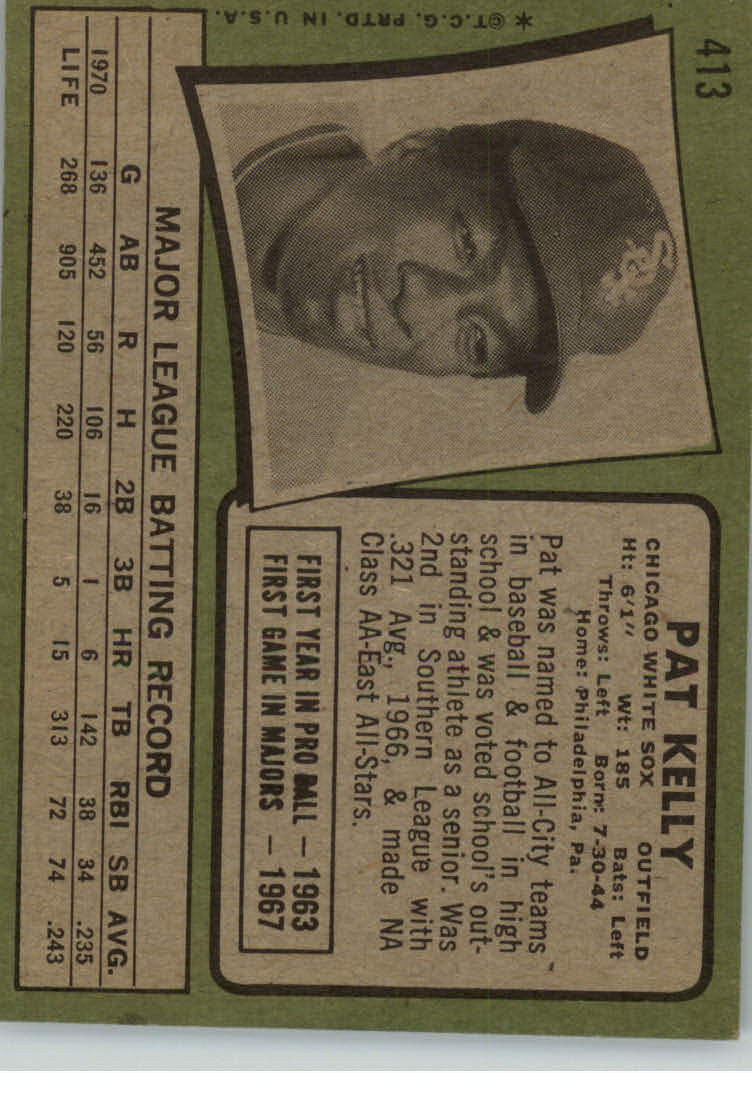 413
PAT KELLY
CHICAGO WHITE SOX OUTFIELD
Ht: 6'1" Wt: 185 Bats: Left
Throws: Left Born: 7-30-44
Home: Philadelphia, Pa.
Pat was named to All-City teams
in baseball & football in high
school & was voted school's out-
standing athlete as a senior. Was
2nd in Southern League with
.321 Avg., 1966, & made NA
Class AA-East All-Stars.
FIRST YEAR IN PRO BALL — 1963
FIRST GAME IN MAJORS — 1967
MAJOR LEAGUE BATTING RECORD
G AB R H 2B 3B HR TB RBI SB AVG.
1970 136 452 56 106 16 1 6 142 38 34 .235
LIFE 268 905 120 220 38 5 15 313 72 74 .243
*©T.C.G. PRTD. IN U.S.A.
Sox